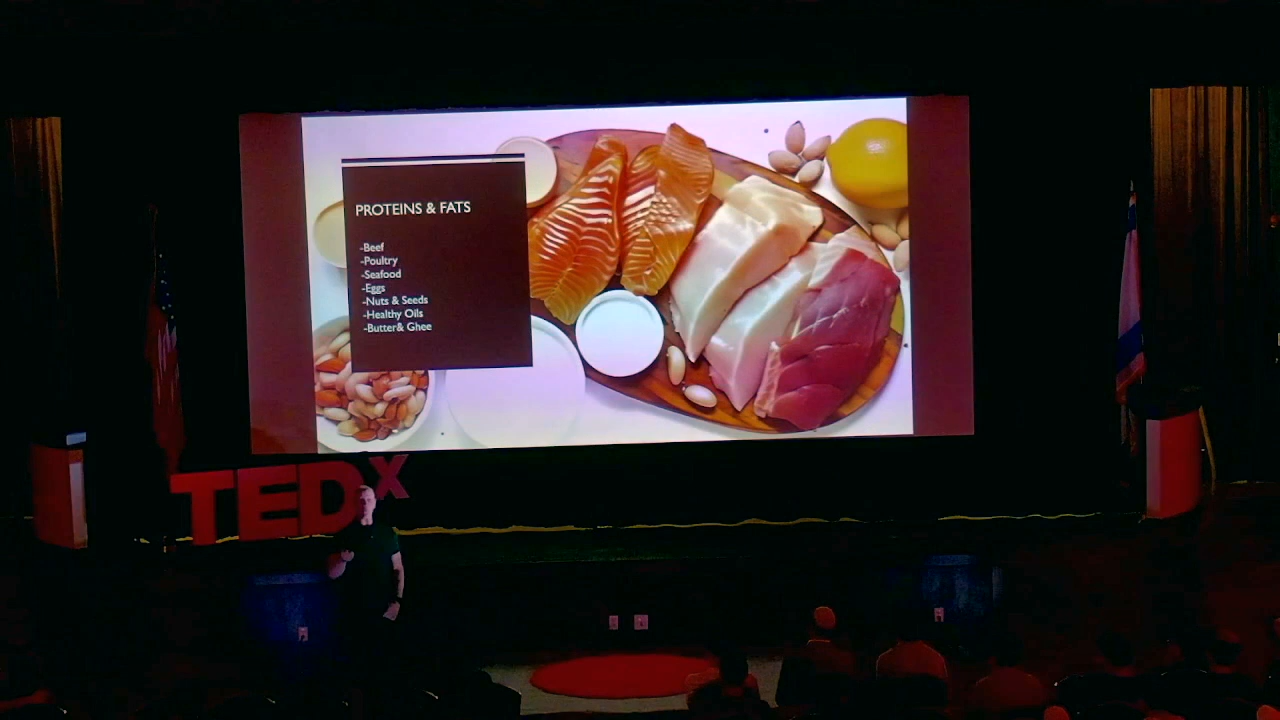 PROTEINS & FATS
-Beef
-Poultry
-Seafood
-Eggs
-Nuts & Seeds
-Healthy Oils
-Butter& Ghee
TEDx